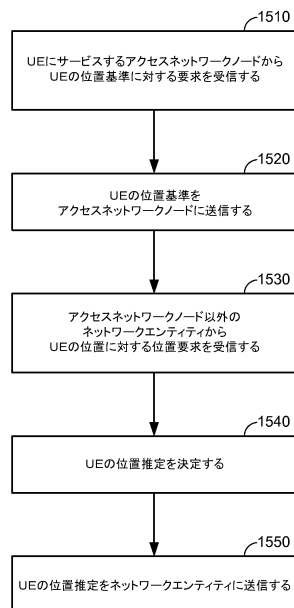 1510
UEにサービスするアクセスネットワークノードから
UEの位置基準に対する要求を受信する
1520
UEの位置基準を
アクセスネットワークノードに送信する
1530
アクセスネットワークノード以外の
ネットワークエンティティから
UEの位置に対する位置要求を受信する
1540
UEの位置推定を決定する
1550
UEの位置推定をネットワークエンティティに送信する